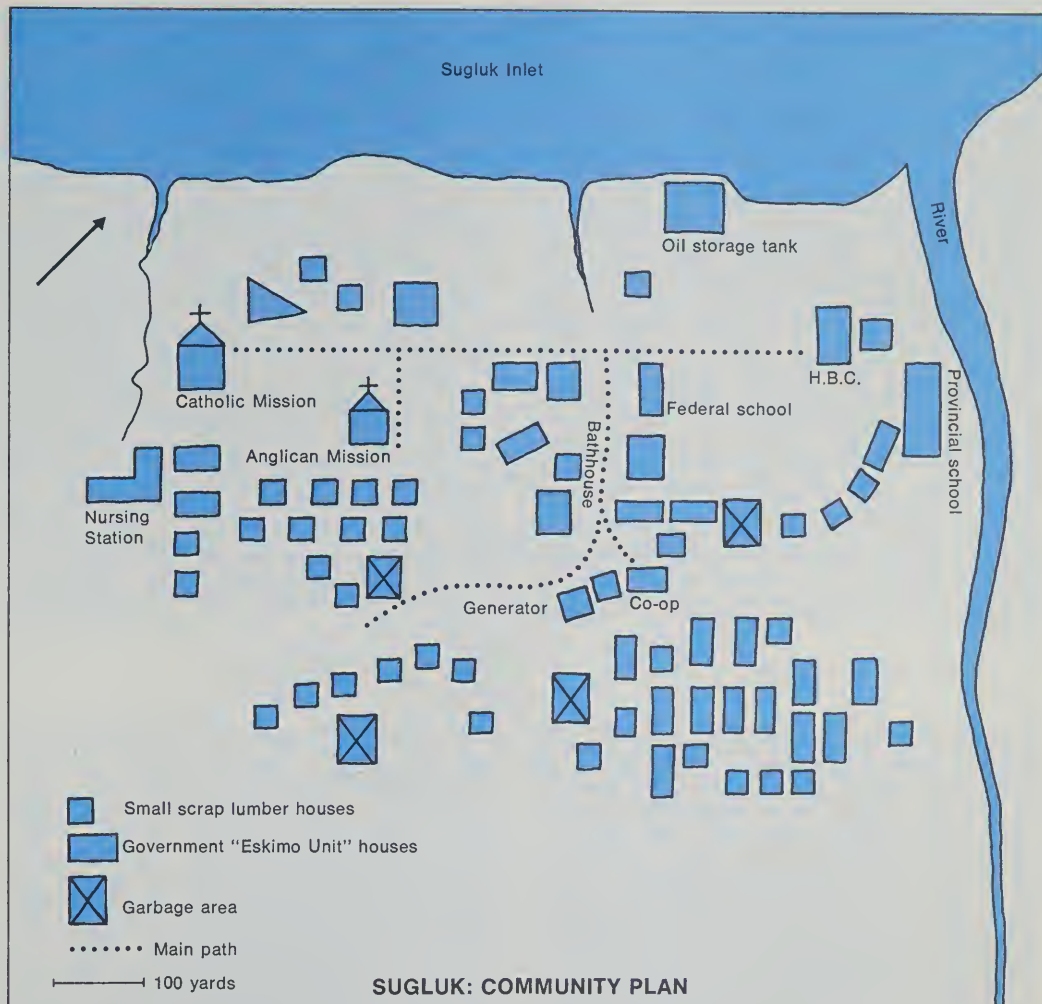 Sugluk Inlet
River
Oil storage tank
H.B.C.
Catholic Mission
Federal school
Provincial school
Bathhouse
Anglican Mission
Nursing
Station
Generator
Co-op
Small scrap lumber houses
Government "Eskimo Unit" houses
Garbage area
Main path
100 yards
SUGLUK: COMMUNITY PLAN